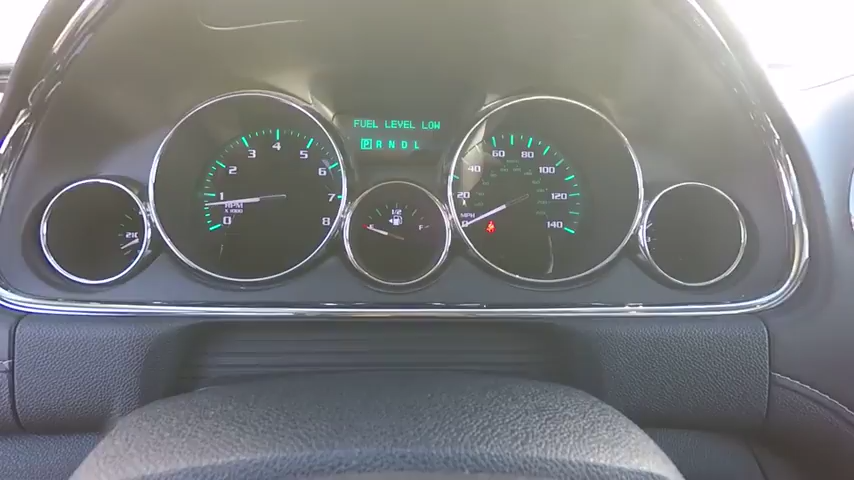 FUEL LEVEL LOW
P R N D L
0 1 2 3 4 5 6 7 8
RPM
X 1000
210
E 1/2 F
0 20 40 60 80 100 120 140
MPH